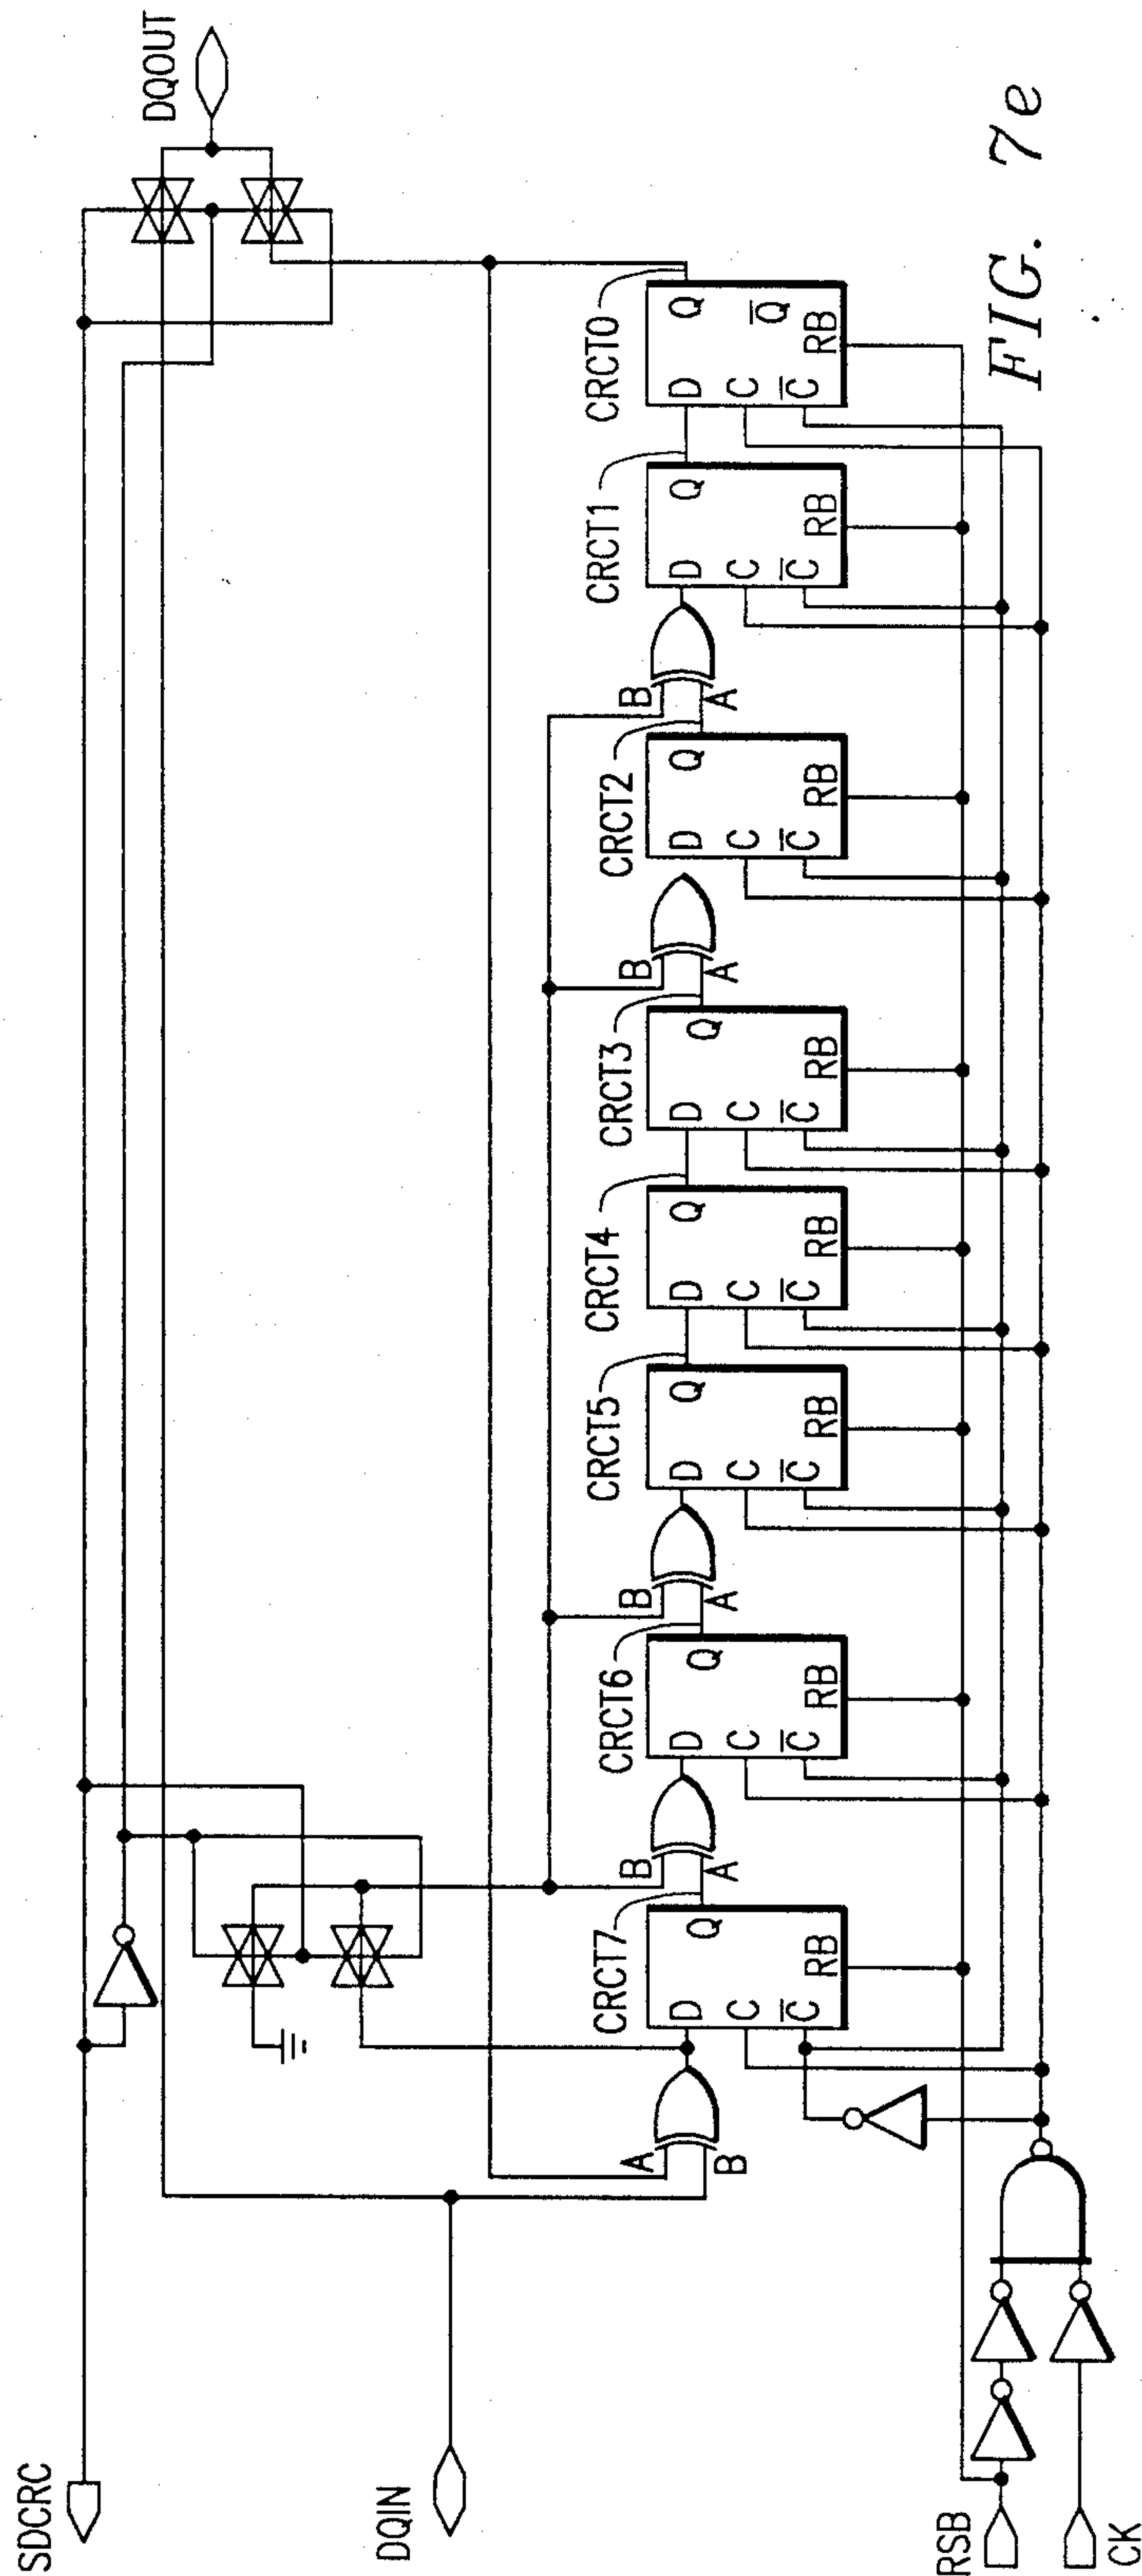 SDCRC
DQIN
DQOUT
A
B
CRCT7
D
Q
C
C̅
RB
B
A
CRCT6
D
Q
C
C̅
RB
B
A
CRCT5
D
Q
C
C̅
RB
CRCT4
D
Q
C
C̅
RB
CRCT3
D
Q
C
C̅
RB
B
A
CRCT2
D
Q
C
C̅
RB
B
A
CRCT1
D
Q
C
C̅
RB
CRCT0
D
Q
C
Q̅
C̅
RB
RSB
CK
FIG. 7e